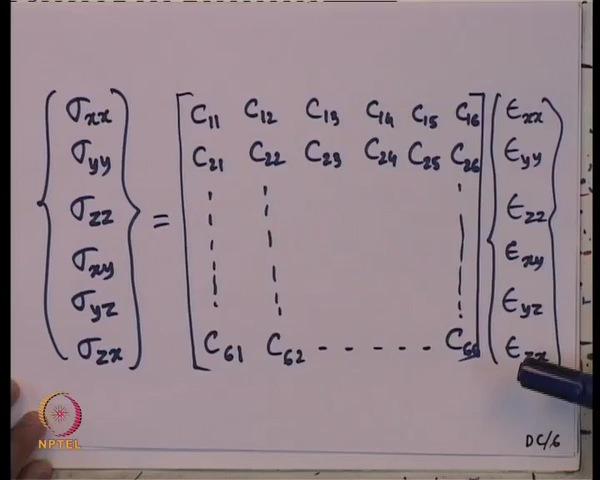 σxx = C11 C12 C13 C14 C15 C16 ϵxx
σyy C21 C22 C23 C24 C25 C26 ϵyy
σzz ϵzz
σxy ϵxy
σyz ϵyz
σzx C61 C62 - - - - - C66 ϵzx
NPTEL
DC/6